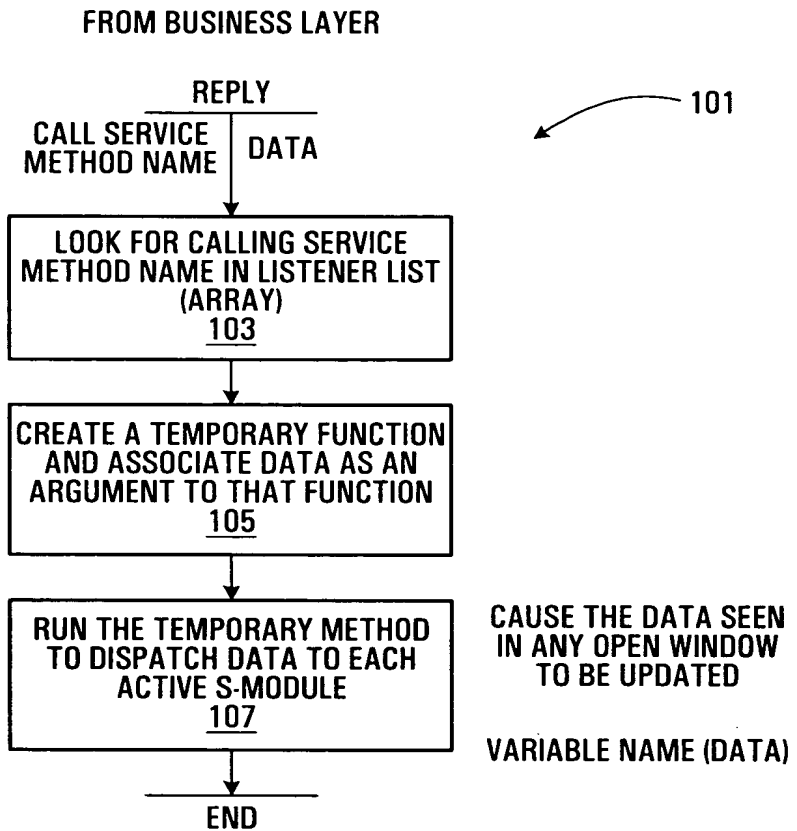 FROM BUSINESS LAYER
REPLY
101
CALL SERVICE
METHOD NAME
DATA
LOOK FOR CALLING SERVICE
METHOD NAME IN LISTENER LIST
(ARRAY)
103
CREATE A TEMPORARY FUNCTION
AND ASSOCIATE DATA AS AN
ARGUMENT TO THAT FUNCTION
105
RUN THE TEMPORARY METHOD
TO DISPATCH DATA TO EACH
ACTIVE S-MODULE
107
CAUSE THE DATA SEEN
IN ANY OPEN WINDOW
TO BE UPDATED
VARIABLE NAME (DATA)
END